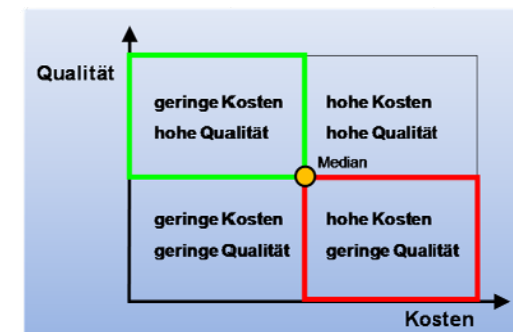 Qualität
geringe Kosten
hohe Qualität
hohe Kosten
hohe Qualität
Median
geringe Kosten
geringe Qualität
hohe Kosten
geringe Qualität
Kosten